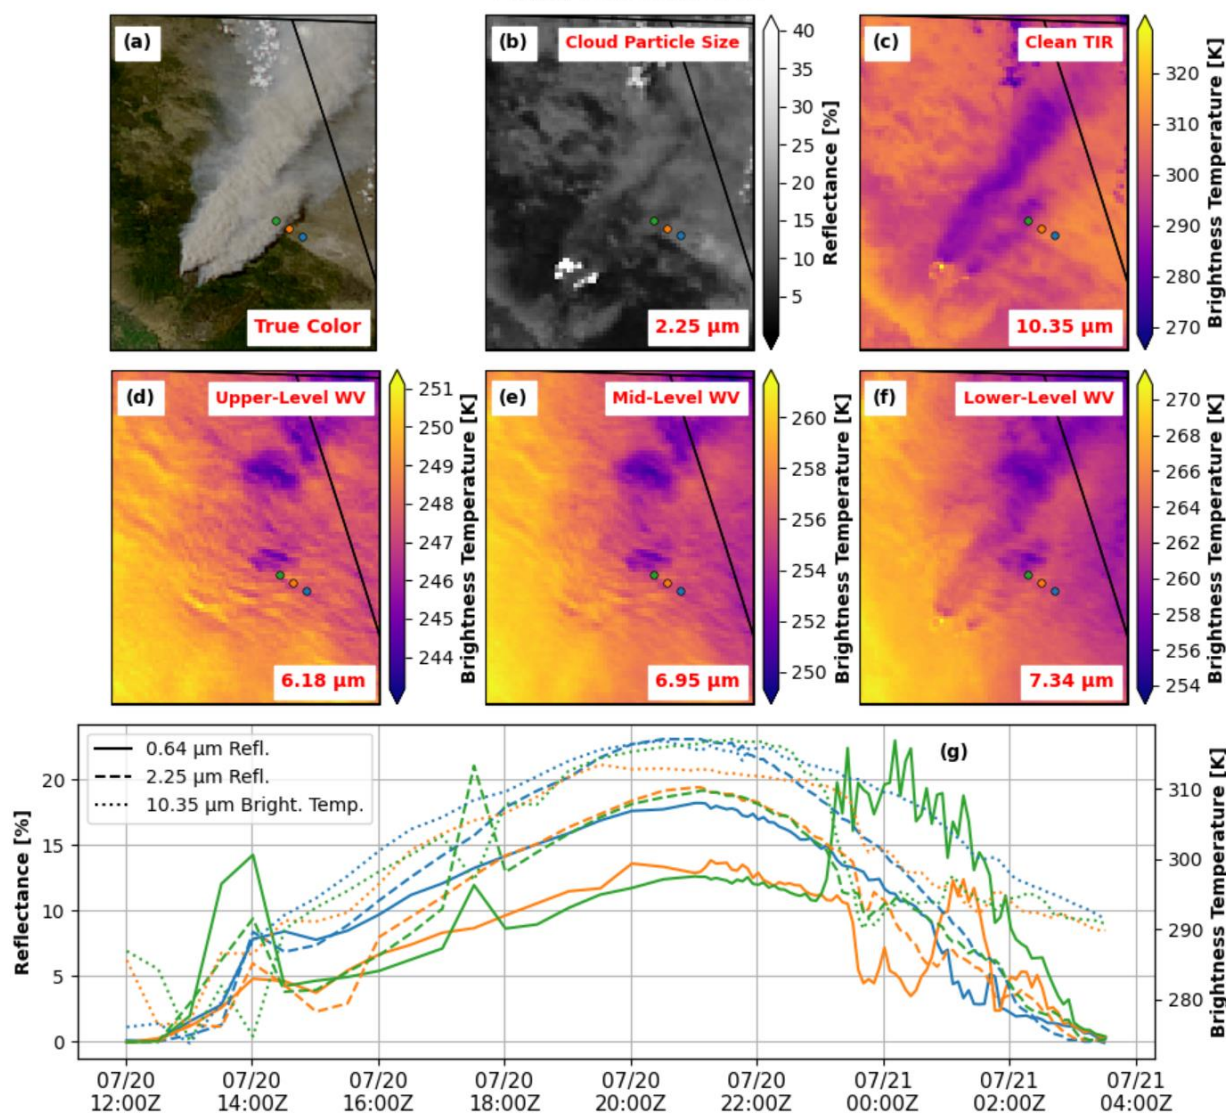 (a)
True Color
(b)
Cloud Particle Size
2.25 µm
40
35
30
25
20
15
10
5
Reflectance [%]
(c)
Clean TIR
10.35 µm
320
310
300
290
280
270
Brightness Temperature [K]
(d)
Upper-Level WV
6.18 µm
251
250
249
248
247
246
245
244
Brightness Temperature [K]
(e)
Mid-Level WV
6.95 µm
260
258
256
254
252
250
Brightness Temperature [K]
(f)
Lower-Level WV
7.34 µm
270
268
266
264
262
260
258
256
254
Brightness Temperature [K]
0.64 µm Refl.
2.25 µm Refl.
10.35 µm Bright. Temp.
(g)
20
15
10
5
0
Reflectance [%]
310
300
290
280
Brightness Temperature [K]
07/20 07/20 07/20 07/20 07/20 07/20 07/21 07/21 07/21
12:00Z 14:00Z 16:00Z 18:00Z 20:00Z 22:00Z 00:00Z 02:00Z 04:00Z